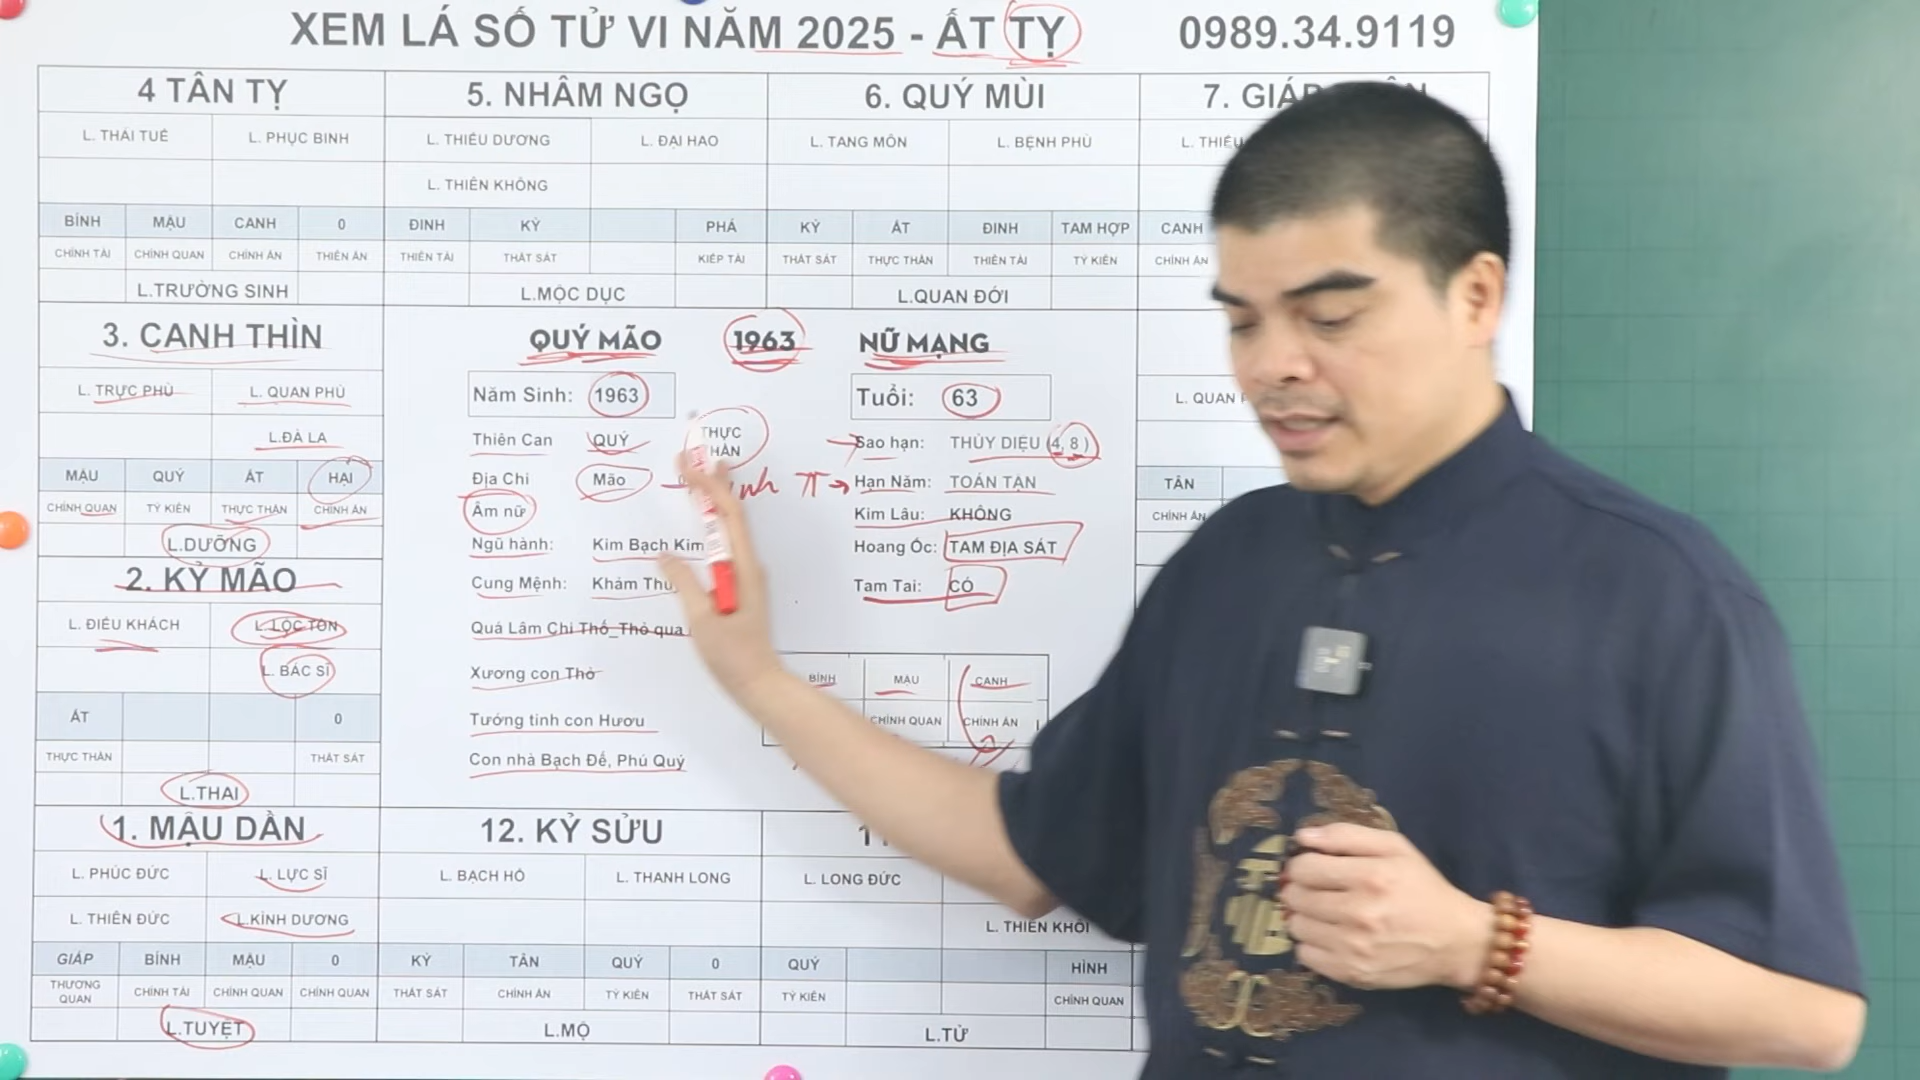 XEM LÁ SỐ TỬ VI NĂM 2025 - ẤT TỴ
0989.34.9119
4 TÂN TỴ
L. THÁI TUẾ
L. PHỤC BINH
BÍNH MẬU CANH 0
CHÍNH TÀI CHÍNH QUAN CHÍNH ẤN THIÊN ẤN
L.TRƯỜNG SINH
5. NHÂM NGỌ
L. THIẾU DƯƠNG
L. ĐẠI HAO
L. THIÊN KHÔNG
ĐINH KỶ PHÁ
THIÊN TÀI THẤT SÁT KIẾP TÀI
L.MỘC DỤC
6. QUÝ MÙI
L. TANG MÔN
L. BỆNH PHÙ
KỶ ẤT ĐINH TAM HỢP
THẤT SÁT THỰC THẦN THIÊN TÀI TỶ KIÊN
L.QUAN ĐỚI
7.
CANH
CHÍNH ẤN
3. CANH THÌN
L. TRỰC PHÙ
L. QUAN PHÙ
L.ĐÀ LA
MẬU QUÝ ẤT HẠI
CHÍNH QUAN TỶ KIÊN THỰC THẦN CHÍNH ẤN
L.DƯỠNG
QUÝ MÃO 1963 NỮ MẠNG
Năm Sinh: 1963
Thiên Can QUÝ
THỰC
Địa Chi Mão
Âm nữ
Ngũ hành: Kim Bạch Kim
Cung Mệnh: Khảm
Quá Lâm Chi Thố_Thỏ qua
Xương con Thỏ
Tướng tinh con Hươu
Con nhà Bạch Đế, Phú Quý
Tuổi: 63
Sao hạn: THỦY DIỆU (4, 8)
Hạn Năm: TOÁN TẬN
Kim Lâu: KHÔNG
Hoang Ốc: TAM ĐỊA SÁT
Tam Tai: CÓ
BÍNH MẬU CANH
CHÍNH QUAN CHÍNH ẤN
L. QUAN
TÂN
CHÍNH ẤN
2. KỶ MÃO
L. ĐIẾU KHÁCH
L. LỘC TỒN
L. BÁC SĨ
ẤT 0
THỰC THẦN THẤT SÁT
L.THAI
1. MẬU DẦN
L. PHÚC ĐỨC
L. LỰC SĨ
L. THIÊN ĐỨC
L.KÌNH DƯƠNG
GIÁP BÍNH MẬU 0
THƯƠNG QUAN CHÍNH TÀI CHÍNH QUAN CHÍNH QUAN
L.TUYỆT
12. KỶ SỬU
L. BẠCH HỔ
L. THANH LONG
KỶ TÂN QUÝ 0
THẤT SÁT CHÍNH ẤN TỶ KIÊN THẤT SÁT
L.MỘ
L. LONG ĐỨC
L. THIÊN KHÔI
QUÝ HÌNH
TỶ KIÊN CHÍNH QUAN
L.TỬ